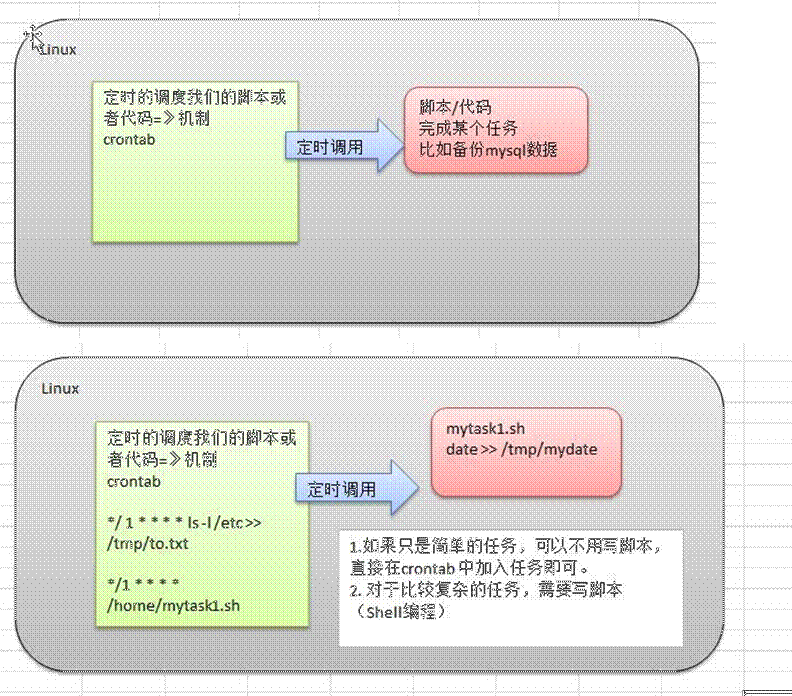 Linux
定时的调度我们的脚本或
者代码=》机制
crontab
定时调用
脚本/代码
完成某个任务
比如备份mysql数据
Linux
定时的调度我们的脚本或
者代码=》机制
crontab
*/ 1 * * * * ls -l /etc >>
/tmp/to.txt
*/1 * * * *
/home/mytask1.sh
定时调用
mytask1.sh
date >> /tmp/mydate
1.如果只是简单的任务，可以不用写脚本，
直接在crontab 中加入任务即可。
2. 对于比较复杂的任务，需要写脚本
（Shell编程）